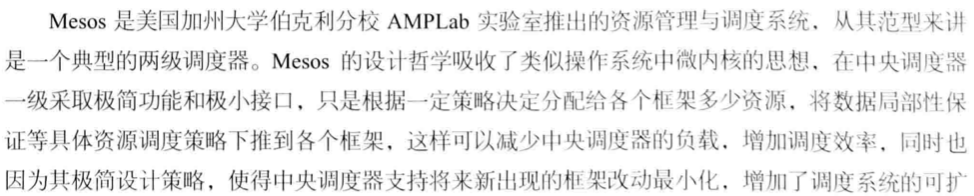 Mesos 是美国加州大学伯克利分校 AMPLab 实验室推出的资源管理与调度系统，从其范型来讲
是一个典型的两级调度器。Mesos 的设计哲学吸收了类似操作系统中微内核的思想，在中央调度器
一级采取极简功能和极小接口，只是根据一定策略决定分配给各个框架多少资源，将数据局部性保
证等具体资源调度策略下推到各个框架，这样可以减少中央调度器的负载，增加调度效率，同时也
因为其极简设计策略，使得中央调度器支持将来新出现的框架改动最小化，增加了调度系统的可扩